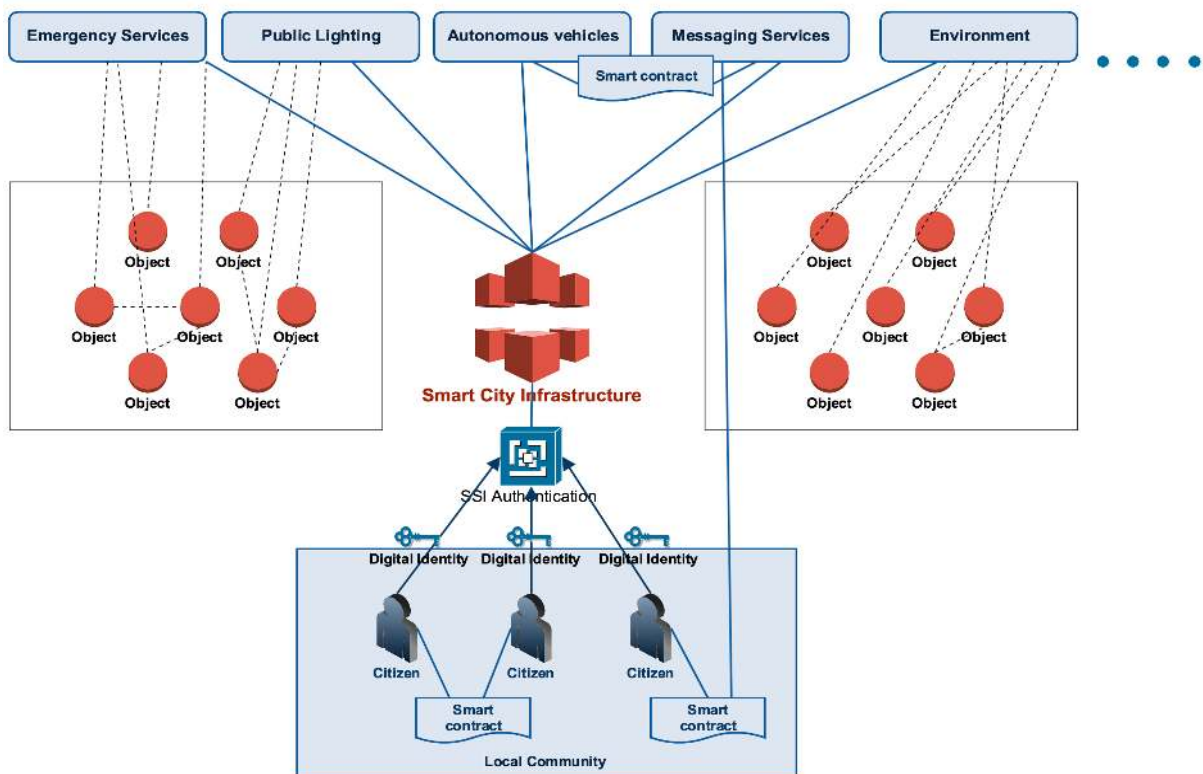 Emergency Services
Public Lighting
Autonomous vehicles
Messaging Services
Environment
Smart contract
Object
Object
Object
Object
Object
Object
Object
Object
Object
Object
Object
Object
Object
Object
Smart City Infrastructure
SSI Authentication
Digital Identity
Digital Identity
Digital Identity
Citizen
Citizen
Citizen
Smart
contract
Smart
contract
Local Community